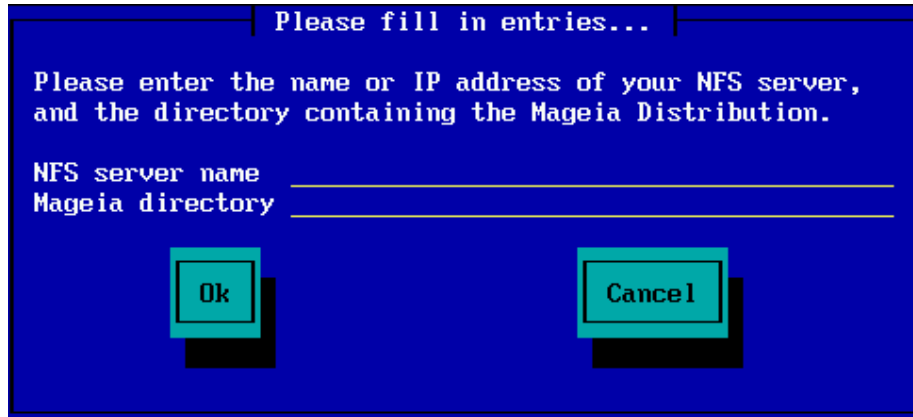 Please fill in entries...
Please enter the name or IP address of your NFS server,
and the directory containing the Mageia Distribution.
NFS server name
Mageia directory
Ok
Cancel